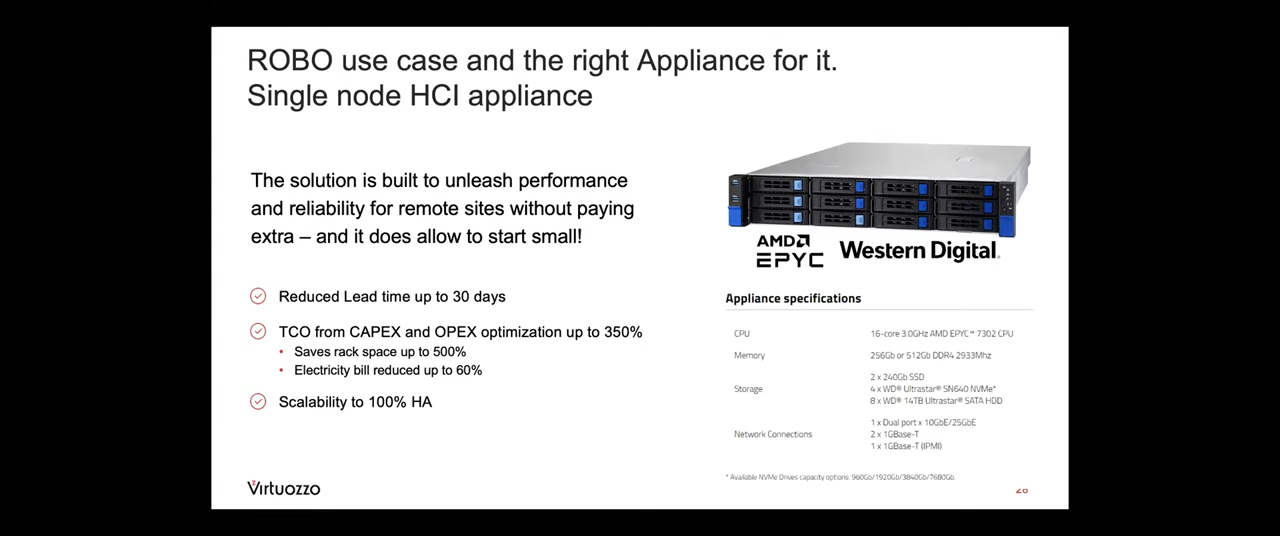 ROBO use case and the right Appliance for it.
Single node HCI appliance
The solution is built to unleash performance
and reliability for remote sites without paying
extra – and it does allow to start small!
Reduced Lead time up to 30 days
TCO from CAPEX and OPEX optimization up to 350%
• Saves rack space up to 500%
• Electricity bill reduced up to 60%
Scalability to 100% HA
AMD
EPYC
Western Digital.
Appliance specifications
CPU 16-core 3.0GHz AMD EPYC™ 7302 CPU
Memory 256Gb or 512Gb DDR4 2933Mhz
Storage
2 x 240Gb SSD
4 x WD® Ultrastar® SN640 NVMe*
8 x WD® 14TB Ultrastar® SATA HDD
Network Connections
1 x Dual port x 10GbE/25GbE
2 x 1GBase-T
1 x 1GBase-T (IPMI)
* Available NVMe Drives capacity options: 960Gb/1920Gb/3840Gb/7680Gb.
Virtuozzo